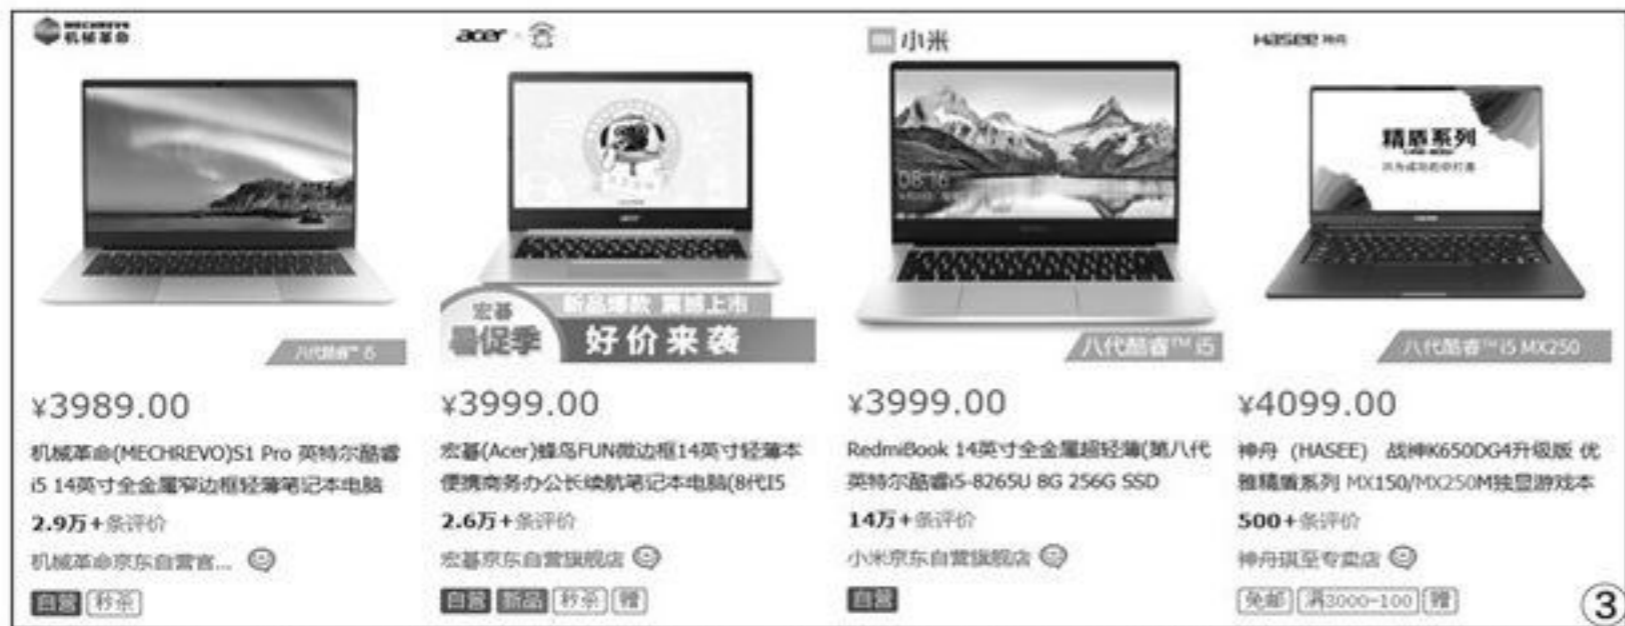 MECHREVO
机械革命
八代酷睿™ i5
¥3989.00
机械革命(MECHREVO)S1 Pro 英特尔酷睿
i5 14英寸全金属窄边框轻薄笔记本电脑
2.9万+条评价
机械革命京东自营官...
自营 秒杀
acer
acer
宏碁
暑促季
新品爆款 震撼上市
好价来袭
¥3999.00
宏碁(Acer)蜂鸟FUN微边框14英寸轻薄本
便携商务办公长续航笔记本电脑(8代I5
2.6万+条评价
宏碁京东自营旗舰店
自营 新品 秒杀 赠
小米
08:16
八代酷睿™ i5
¥3999.00
RedmiBook 14英寸全金属超轻薄(第八代
英特尔酷睿i5-8265U 8G 256G SSD
14万+条评价
小米京东自营旗舰店
自营
HASEE 神舟
精盾系列
八代酷睿™ i5 MX250
¥4099.00
神舟（HASEE） 战神K650DG4升级版 优
雅精盾系列 MX150/MX250M独显游戏本
500+条评价
神舟琪至专卖店
免邮 满3000-100 赠
③